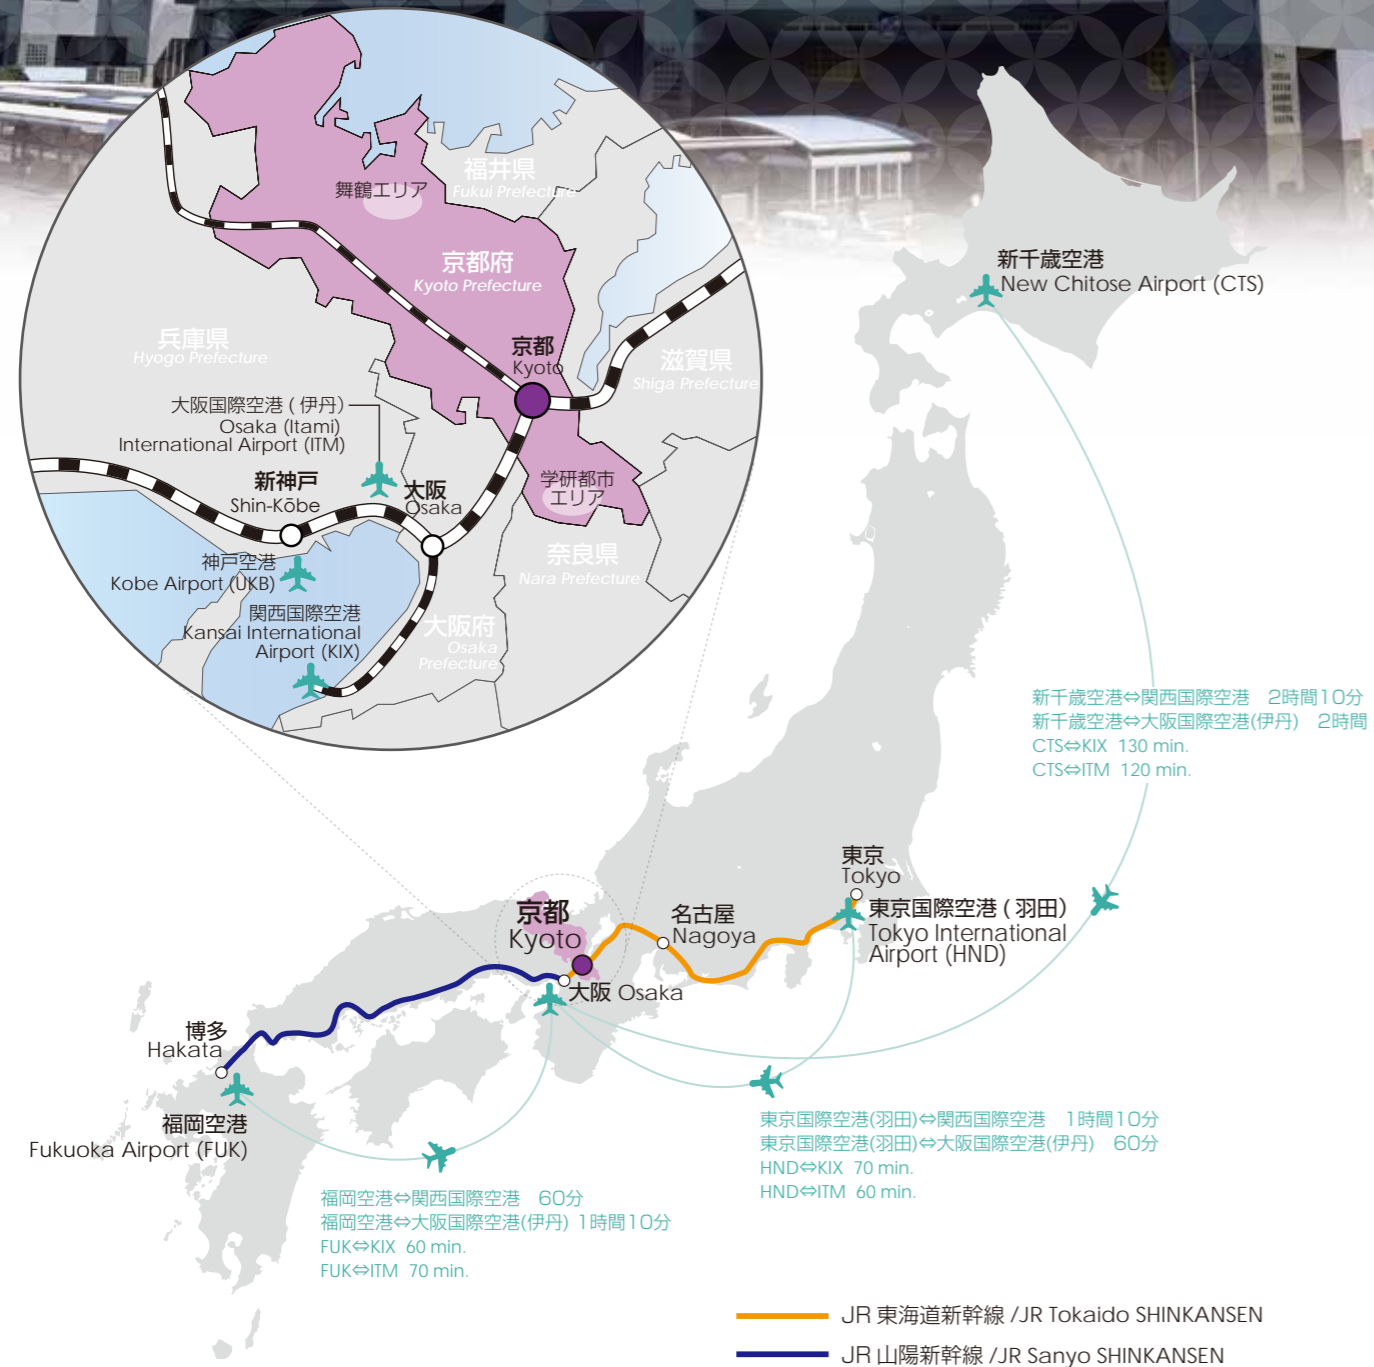 福井県
Fukui Prefecture
舞鶴エリア
京都府
Kyoto Prefecture
兵庫県
Hyogo Prefecture
京都
Kyoto
滋賀県
Shiga Prefecture
大阪国際空港 ( 伊丹）
Osaka (Itami)
International Airport (ITM)
新神戸
Shin-Kōbe
大阪
Osaka
学研都市
エリア
神戸空港
Kobe Airport (UKB)
奈良県
Nara Prefecture
関西国際空港
Kansai International
Airport (KIX)
大阪府
Osaka
Prefecture
新千歳空港
New Chitose Airport (CTS)
新千歳空港⇔関西国際空港　2時間10分
新千歳空港⇔大阪国際空港(伊丹)　2時間
CTS⇔KIX 130 min.
CTS⇔ITM 120 min.
東京
Tokyo
東京国際空港 ( 羽田）
Tokyo International
Airport (HND)
名古屋
Nagoya
京都
Kyoto
大阪 Osaka
博多
Hakata
福岡空港
Fukuoka Airport (FUK)
東京国際空港(羽田)⇔関西国際空港　1時間10分
東京国際空港(羽田)⇔大阪国際空港(伊丹)　60分
HND⇔KIX 70 min.
HND⇔ITM 60 min.
福岡空港⇔関西国際空港　60分
福岡空港⇔大阪国際空港(伊丹) 1時間10分
FUK⇔KIX 60 min.
FUK⇔ITM 70 min.
JR 東海道新幹線 /JR Tokaido SHINKANSEN
JR 山陽新幹線 /JR Sanyo SHINKANSEN